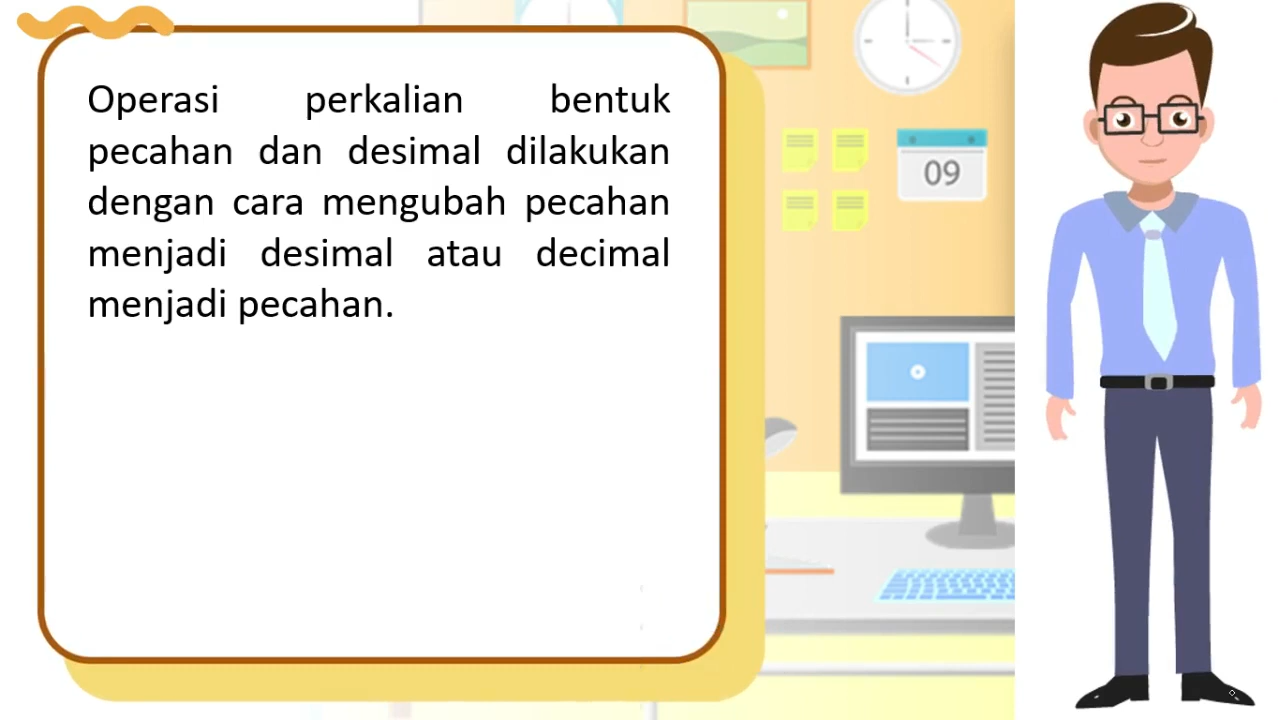 Operasi perkalian bentuk
pecahan dan desimal dilakukan
dengan cara mengubah pecahan
menjadi desimal atau decimal
menjadi pecahan.
09